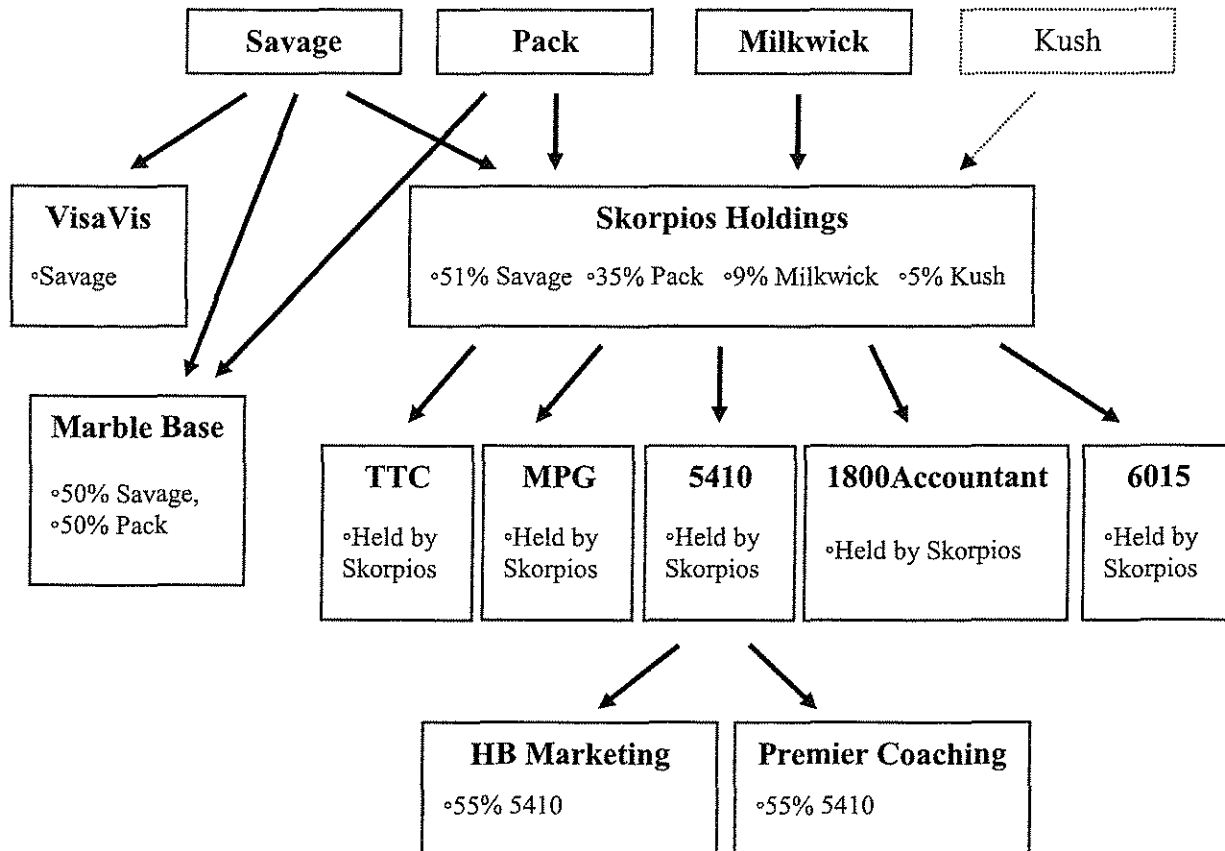 Savage
Pack
Milkwick
Kush
VisaVis
◦Savage
Skorpios Holdings
◦51% Savage ◦35% Pack ◦9% Milkwick ◦5% Kush
Marble Base
◦50% Savage,
◦50% Pack
TTC
◦Held by
Skorpios
MPG
◦Held by
Skorpios
5410
◦Held by
Skorpios
1800Accountant
◦Held by Skorpios
6015
◦Held by
Skorpios
HB Marketing
◦55% 5410
Premier Coaching
◦55% 5410